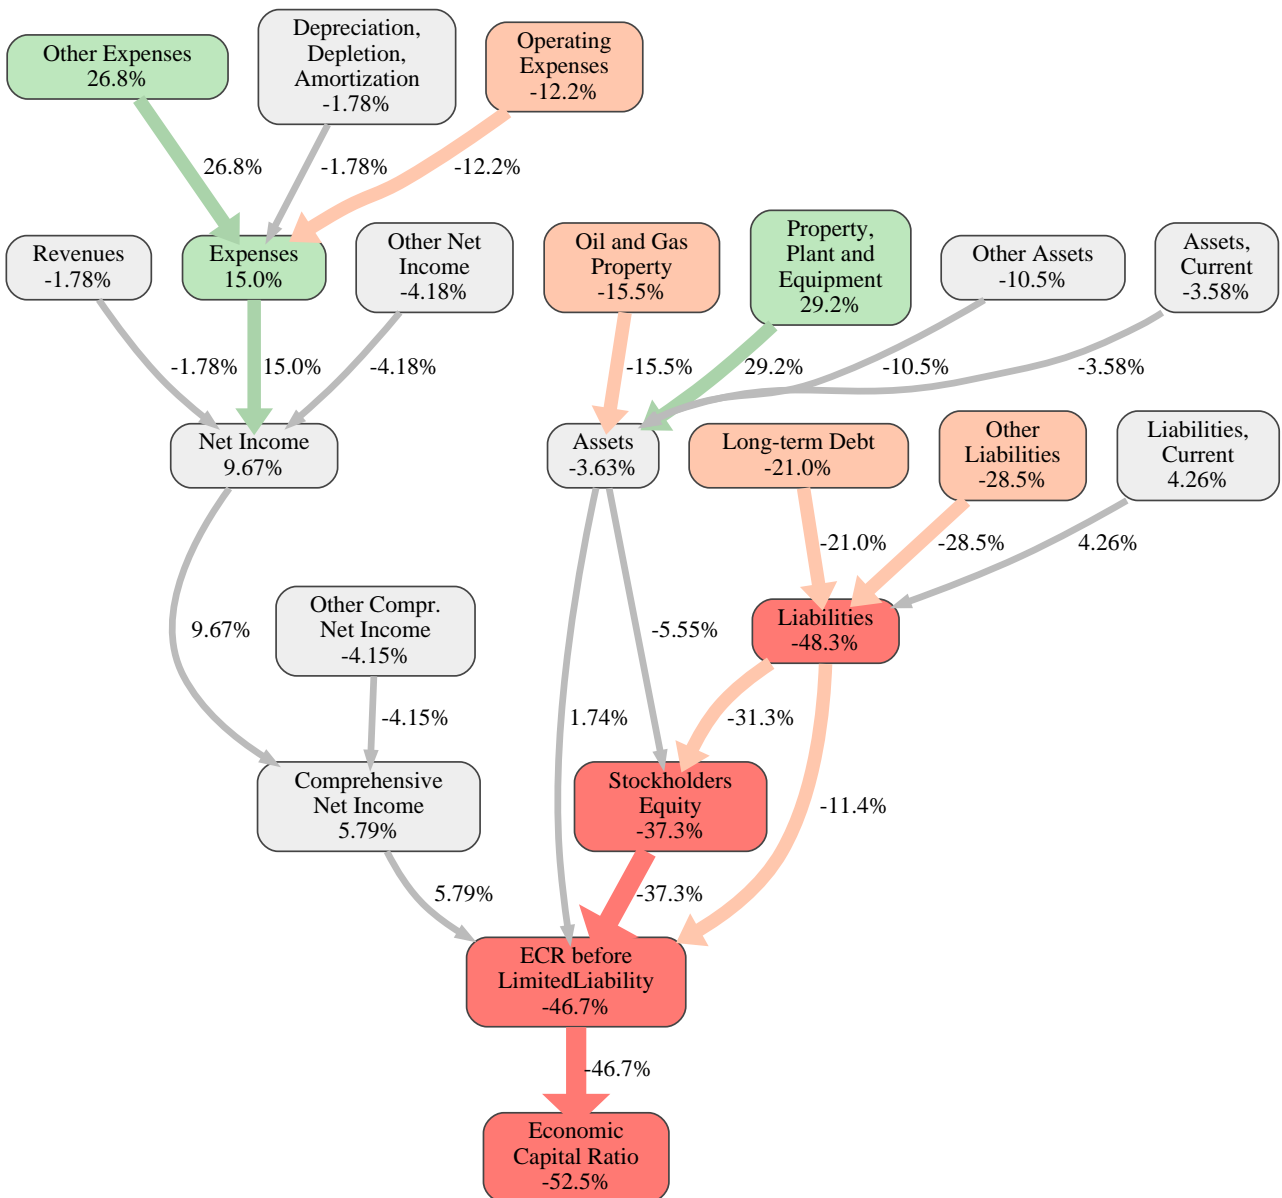 Other Expenses
26.8%
Depreciation,
Depletion,
Amortization
-1.78%
Operating
Expenses
-12.2%
26.8%
-1.78%
-12.2%
Revenues
-1.78%
Expenses
15.0%
Other Net
Income
-4.18%
Oil and Gas
Property
-15.5%
Property,
Plant and
Equipment
29.2%
Other Assets
-10.5%
Assets,
Current
-3.58%
-1.78%
15.0%
-4.18%
-15.5%
29.2%
-10.5%
-3.58%
Net Income
9.67%
Assets
-3.63%
Long-term Debt
-21.0%
Other
Liabilities
-28.5%
Liabilities,
Current
4.26%
-21.0%
-28.5%
4.26%
Other Compr.
Net Income
-4.15%
Liabilities
-48.3%
9.67%
-5.55%
-4.15%
1.74%
-31.3%
Comprehensive
Net Income
5.79%
Stockholders
Equity
-37.3%
-11.4%
5.79%
-37.3%
ECR before
LimitedLiability
-46.7%
-46.7%
Economic
Capital Ratio
-52.5%